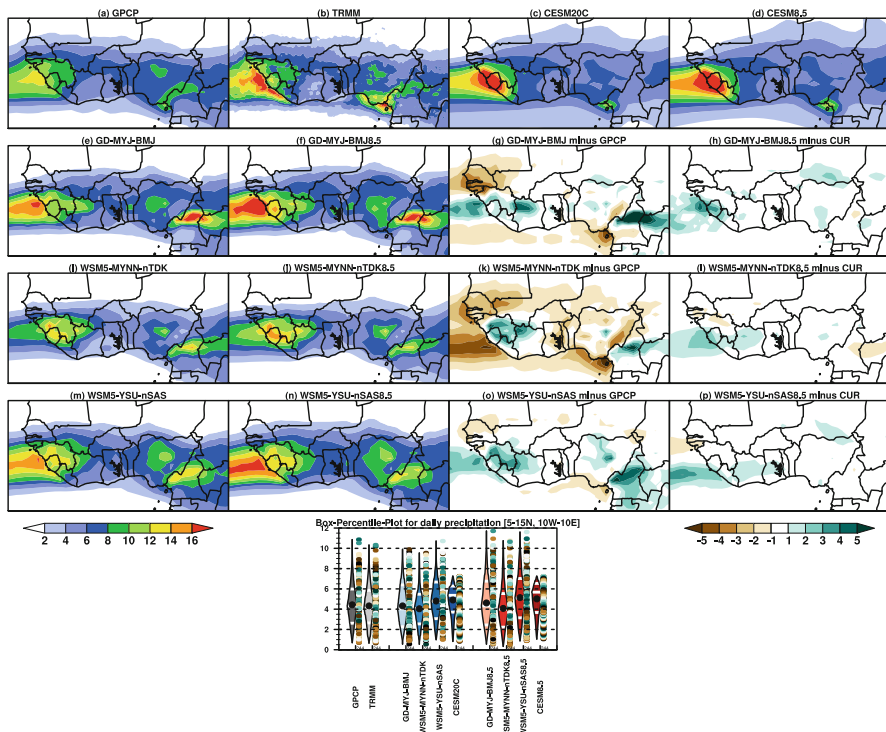 (a) GPCP
(b) TRMM
(c) CESM20C
(d) CESM8.5
(e) GD-MYJ-BMJ
(f) GD-MYJ-BMJ8.5
(g) GD-MYJ-BMJ minus GPCP
(h) GD-MYJ-BMJ8.5 minus CUR
(i) WSM5-MYNN-nTDK
(j) WSM5-MYNN-nTDK8.5
(k) WSM5-MYNN-nTDK minus GPCP
(l) WSM5-MYNN-nTDK8.5 minus CUR
(m) WSM5-YSU-nSAS
(n) WSM5-YSU-nSAS8.5
(o) WSM5-YSU-nSAS minus GPCP
(p) WSM5-YSU-nSAS8.5 minus CUR
2 4 6 8 10 12 14 16
-5 -4 -3 -2 -1 1 2 3 4 5
Box-Percentile-Plot for daily precipitation [5-15N, 10W-10E]
12
10
8
6
4
2
0
GPCP
TRMM
GD-MYJ-BMJ
WSM5-MYNN-nTDK
WSM5-YSU-nSAS
CESM20C
GD-MYJ-BMJ8.5
SM5-MYNN-nTDK8.5
WSM5-YSU-nSAS8.5
CESM8.5